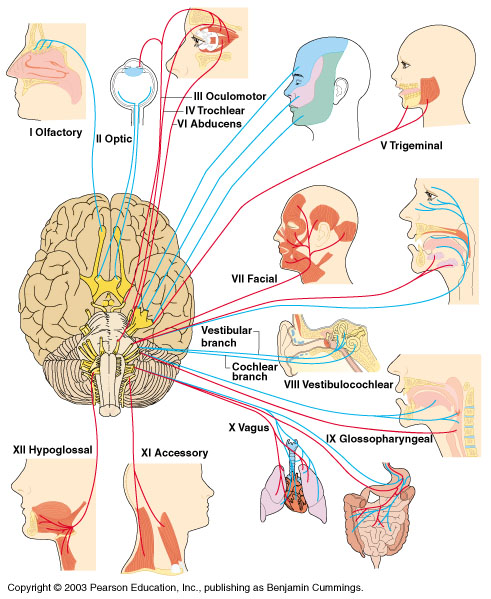 I Olfactory
II Optic
III Oculomotor
IV Trochlear
VI Abducens
V Trigeminal
VII Facial
Vestibular
branch
Cochlear
branch
VIII Vestibulocochlear
X Vagus
IX Glossopharyngeal
XII Hypoglossal
XI Accessory
Copyright © 2003 Pearson Education, Inc., publishing as Benjamin Cummings.